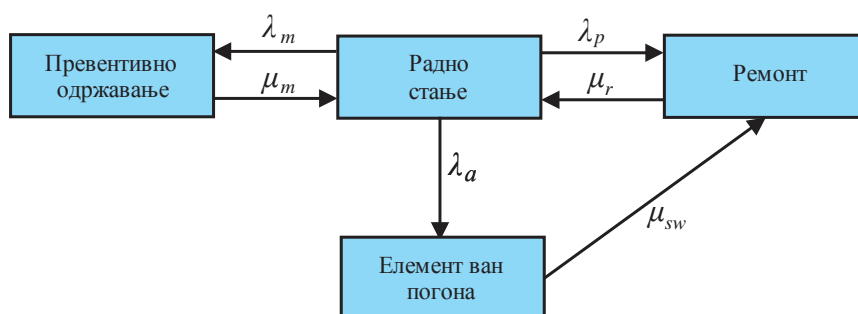 Превентивно
одржавање
λm
μm
Радно
стање
λp
μr
Ремонт
λa
μsw
Елемент ван
погона